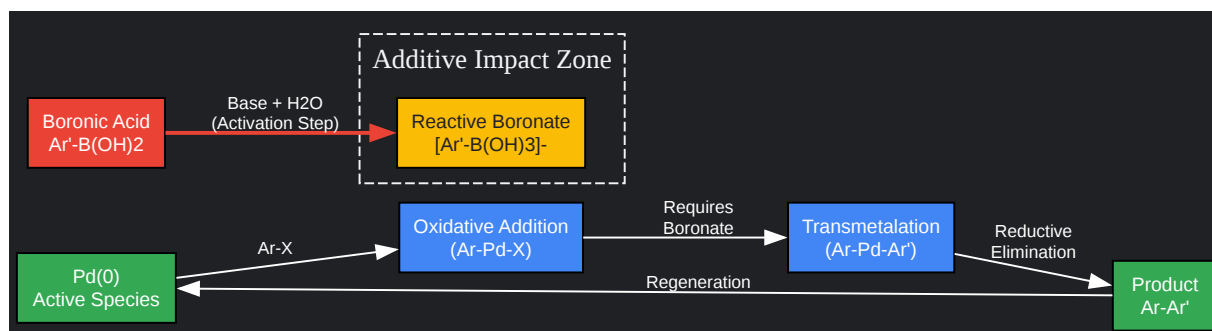 Additive Impact Zone
Boronic Acid
Ar'-B(OH)2
Base + H2O
(Activation Step)
Reactive Boronate
[Ar'-B(OH)3]-
Pd(0)
Active Species
Ar-X
Oxidative Addition
(Ar-Pd-X)
Requires
Boronate
Transmetalation
(Ar-Pd-Ar')
Reductive
Elimination
Regeneration
Product
Ar-Ar'